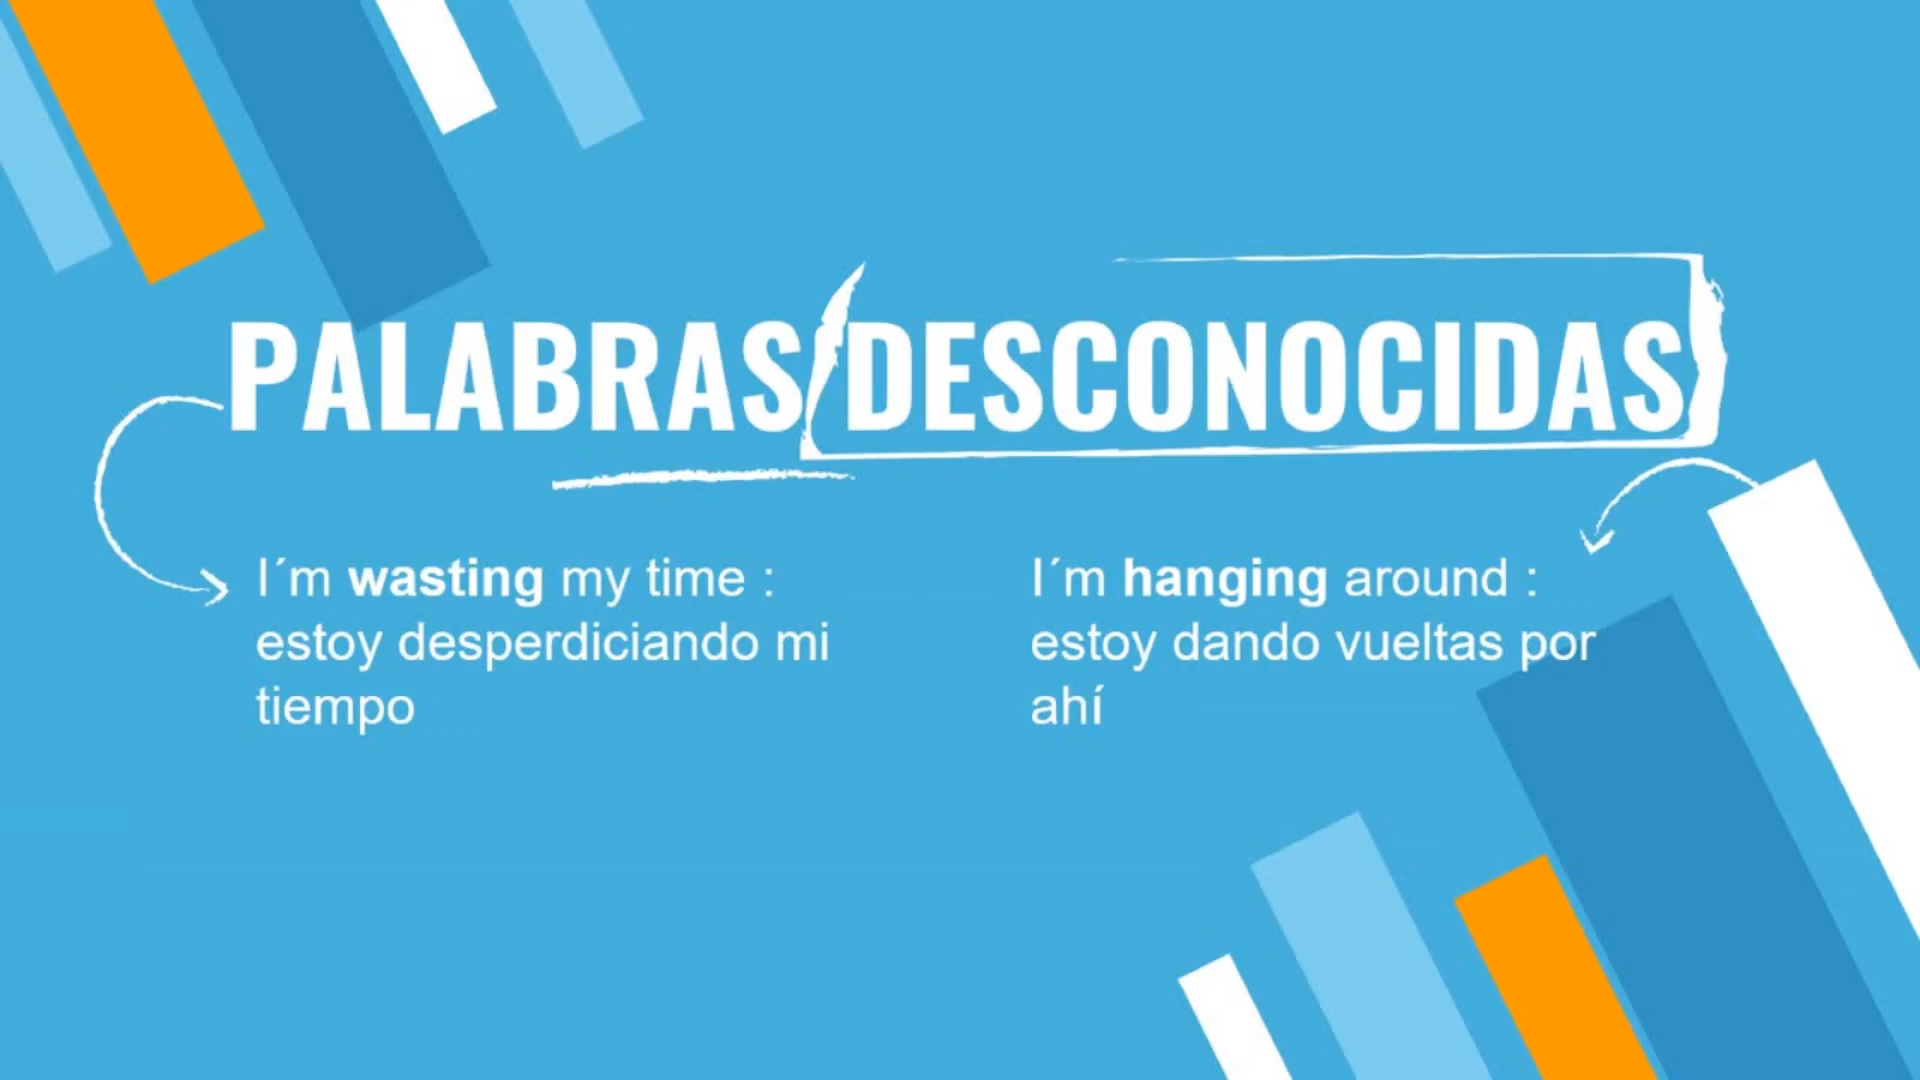 PALABRAS DESCONOCIDAS
I´m wasting my time :
estoy desperdiciando mi
tiempo
I´m hanging around :
estoy dando vueltas por
ahí